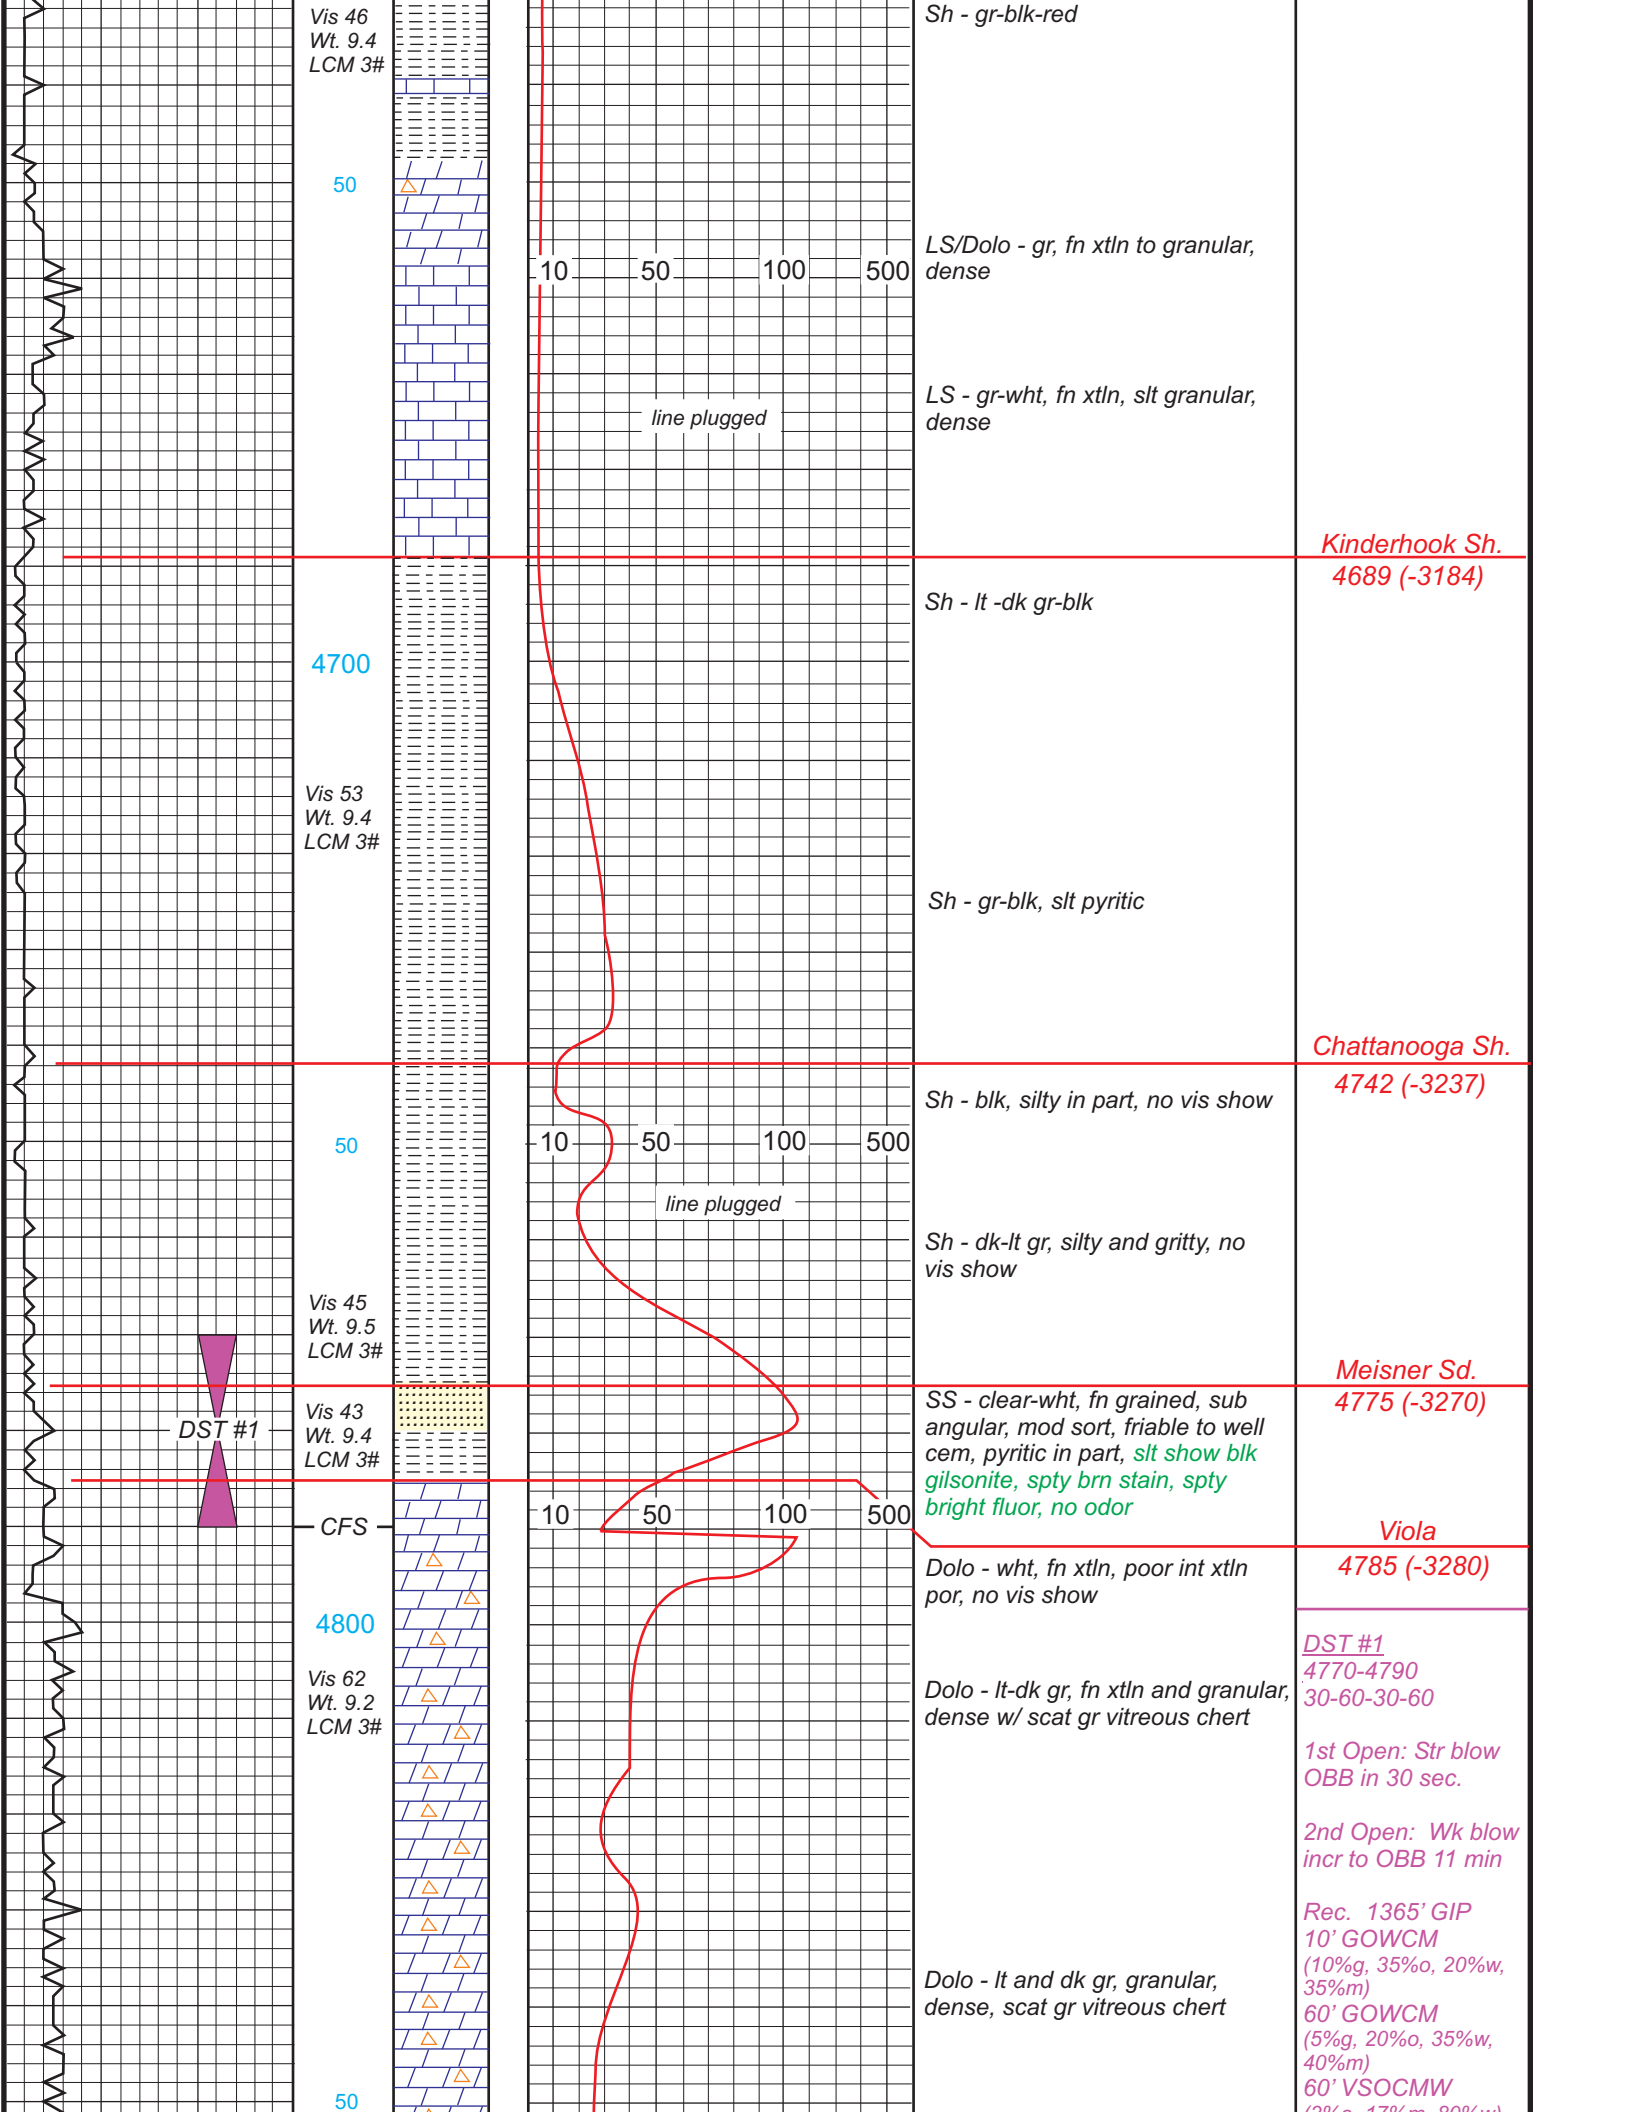 Vis 46
Wt. 9.4
LCM 3#
Sh - gr-blk-red
50
LS/Dolo - gr, fn xtln to granular,
dense
10 50 100 500
LS - gr-wht, fn xtln, slt granular,
dense
line plugged
Kinderhook Sh.
4689 (-3184)
Sh - lt -dk gr-blk
4700
Vis 53
Wt. 9.4
LCM 3#
Sh - gr-blk, slt pyritic
Chattanooga Sh.
4742 (-3237)
Sh - blk, silty in part, no vis show
50
10 50 100 500
line plugged
Sh - dk-lt gr, silty and gritty, no
vis show
Vis 45
Wt. 9.5
LCM 3#
Meisner Sd.
4775 (-3270)
SS - clear-wht, fn grained, sub
angular, mod sort, friable to well
cem, pyritic in part, slt show blk
gilsonite, spty brn stain, spty
bright fluor, no odor
DST #1
Vis 43
Wt. 9.4
LCM 3#
CFS
10 50 100 500
Viola
4785 (-3280)
Dolo - wht, fn xtln, poor int xtln
por, no vis show
4800
Vis 62
Wt. 9.2
LCM 3#
Dolo - lt-dk gr, fn xtln and granular,
dense w/ scat gr vitreous chert
DST #1
4770-4790
30-60-30-60
1st Open: Str blow
OBB in 30 sec.
2nd Open: Wk blow
incr to OBB 11 min
Rec. 1365' GIP
10' GOWCM
(10%g, 35%o, 20%w,
35%m)
60' GOWCM
(5%g, 20%o, 35%w,
40%m)
60' VSOCMW
Dolo - lt and dk gr, granular,
dense, scat gr vitreous chert
50